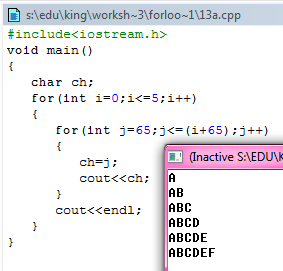 s:\edu\king\worksh~3\forloo~1\13a.cpp
#include<iostream.h>
void main()
{
char ch;
for(int i=0;i<=5;i++)
{
for(int j=65;j<=(i+65);j++)
{
ch=j;
cout<<ch;
}
cout<<endl;
}
}
(Inactive S:\EDU\K
A
AB
ABC
ABCD
ABCDE
ABCDEF